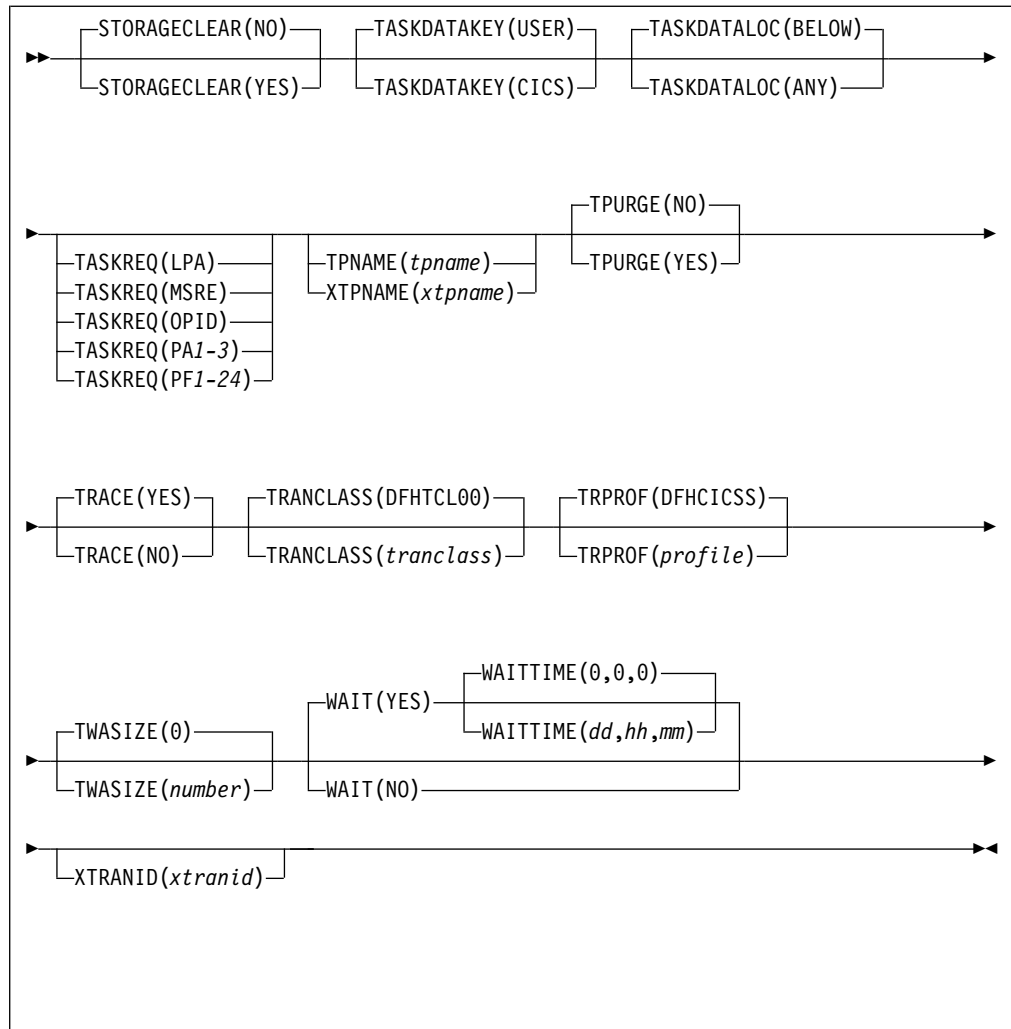 STORAGECLEAR(NO) TASKDATAKEY(USER) TASKDATALOC(BELOW)
STORAGECLEAR(YES) TASKDATAKEY(CICS) TASKDATALOC(ANY)
TPURGE(NO)
TASKREQ(LPA) TPNAME(tpname) TPURGE(YES)
TASKREQ(MSRE) XTPNAME(xtpname)
TASKREQ(OPID)
TASKREQ(PA1-3)
TASKREQ(PF1-24)
TRACE(YES) TRANCLASS(DFHTCL00) TRPROF(DFHCICSS)
TRACE(NO) TRANCLASS(tranclass) TRPROF(profile)
WAITTIME(0,0,0)
WAIT(YES)
TWASIZE(0) WAITTIME(dd,hh,mm)
TWASIZE(number) WAIT(NO)
XTRANID(xtranid)